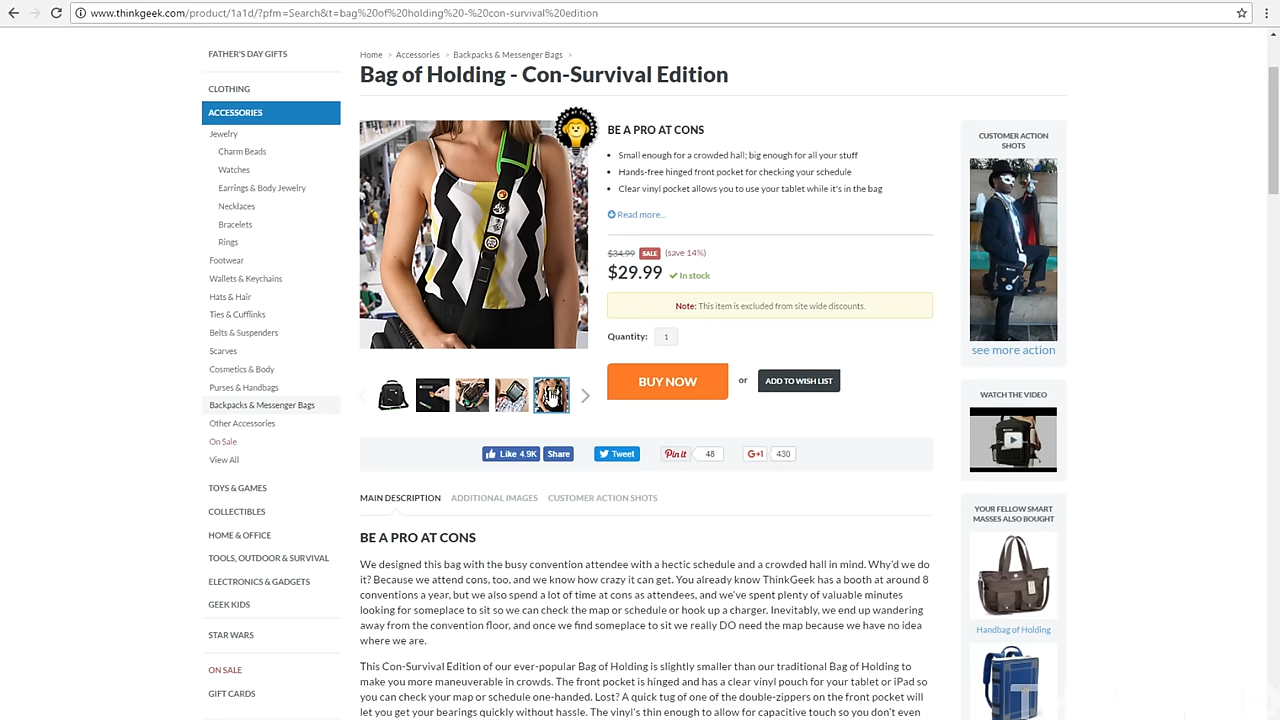 www.thinkgeek.com/product/1a1d/?pfm=Search&t=bag%20of%20holding%20-%20con-survival%20edition
FATHER'S DAY GIFTS
CLOTHING
ACCESSORIES
Jewelry
Charm Beads
Watches
Earrings & Body Jewelry
Necklaces
Bracelets
Rings
Footwear
Wallets & Keychains
Hats & Hair
Ties & Cufflinks
Belts & Suspenders
Scarves
Cosmetics & Body
Purses & Handbags
Backpacks & Messenger Bags
Other Accessories
On Sale
View All
TOYS & GAMES
COLLECTIBLES
HOME & OFFICE
TOOLS, OUTDOOR & SURVIVAL
ELECTRONICS & GADGETS
GEEK KIDS
STAR WARS
ON SALE
GIFT CARDS
Home > Accessories > Backpacks & Messenger Bags >
Bag of Holding - Con-Survival Edition
BE A PRO AT CONS
• Small enough for a crowded hall; big enough for all your stuff
• Hands-free hinged front pocket for checking your schedule
• Clear vinyl pocket allows you to use your tablet while it's in the bag
Read more...
$34.99 SALE (save 14%)
$29.99 In stock
Note: This item is excluded from site wide discounts.
Quantity: 1
BUY NOW or ADD TO WISH LIST
Like 4.9K Share Tweet Pin it 48 G+1 430
MAIN DESCRIPTION ADDITIONAL IMAGES CUSTOMER ACTION SHOTS
BE A PRO AT CONS
We designed this bag with the busy convention attendee with a hectic schedule and a crowded hall in mind. Why'd we do
it? Because we attend cons, too, and we know how crazy it can get. You already know ThinkGeek has a booth at around 8
conventions a year, but we also spend a lot of time at cons as attendees, and we've spent plenty of valuable minutes
looking for someplace to sit so we can check the map or schedule or hook up a charger. Inevitably, we end up wandering
away from the convention floor, and once we find someplace to sit we really DO need the map because we have no idea
where we are.
This Con-Survival Edition of our ever-popular Bag of Holding is slightly smaller than our traditional Bag of Holding to
make you more maneuverable in crowds. The front pocket is hinged and has a clear vinyl pouch for your tablet or iPad so
you can check your map or schedule one-handed. Lost? A quick tug of one of the double-zippers on the front pocket will
let you get your bearings quickly without hassle. The vinyl's thin enough to allow for capacitive touch so you don't even
CUSTOMER ACTION
SHOTS
see more action
WATCH THE VIDEO
YOUR FELLOW SMART
MASSES ALSO BOUGHT
Handbag of Holding